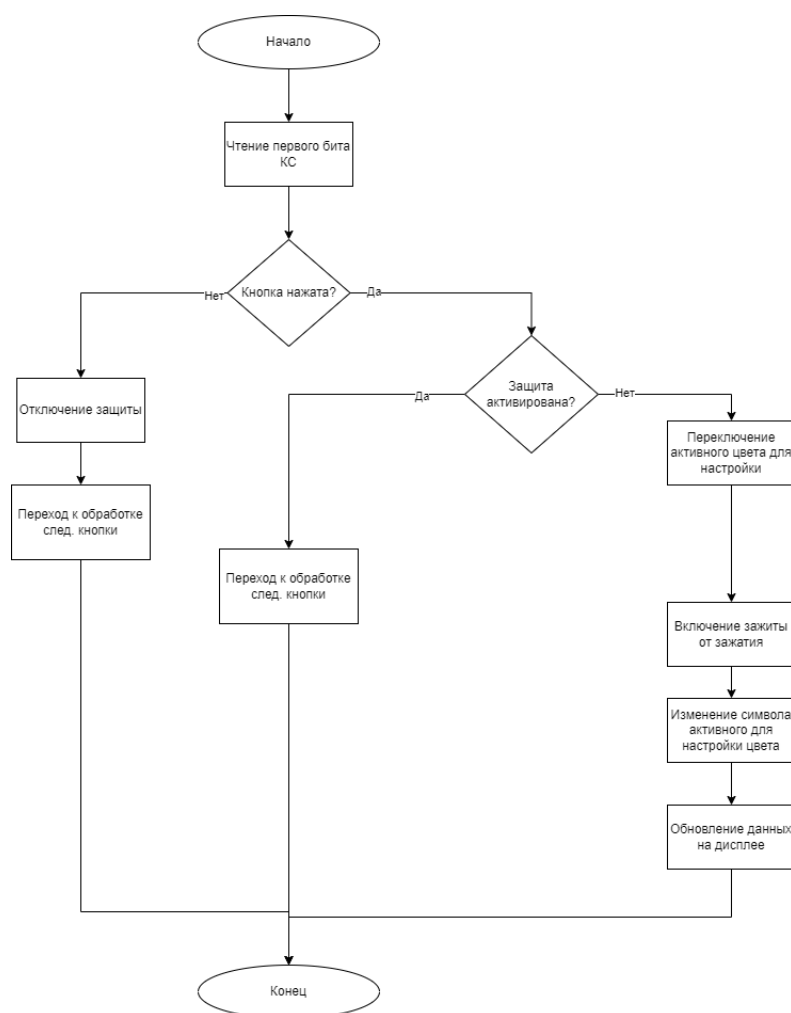 Начало
Чтение первого бита
КС
Кнопка нажата?
Нет
Да
Защита
активирована?
Да
Нет
Отключение защиты
Переключение
активного цвета для
настройки
Переход к обработке
след. кнопки
Переход к обработке
след. кнопки
Включение зажиты
от зажатия
Изменение символа
активного для
настройки цвета
Обновление данных
на дисплее
Конец